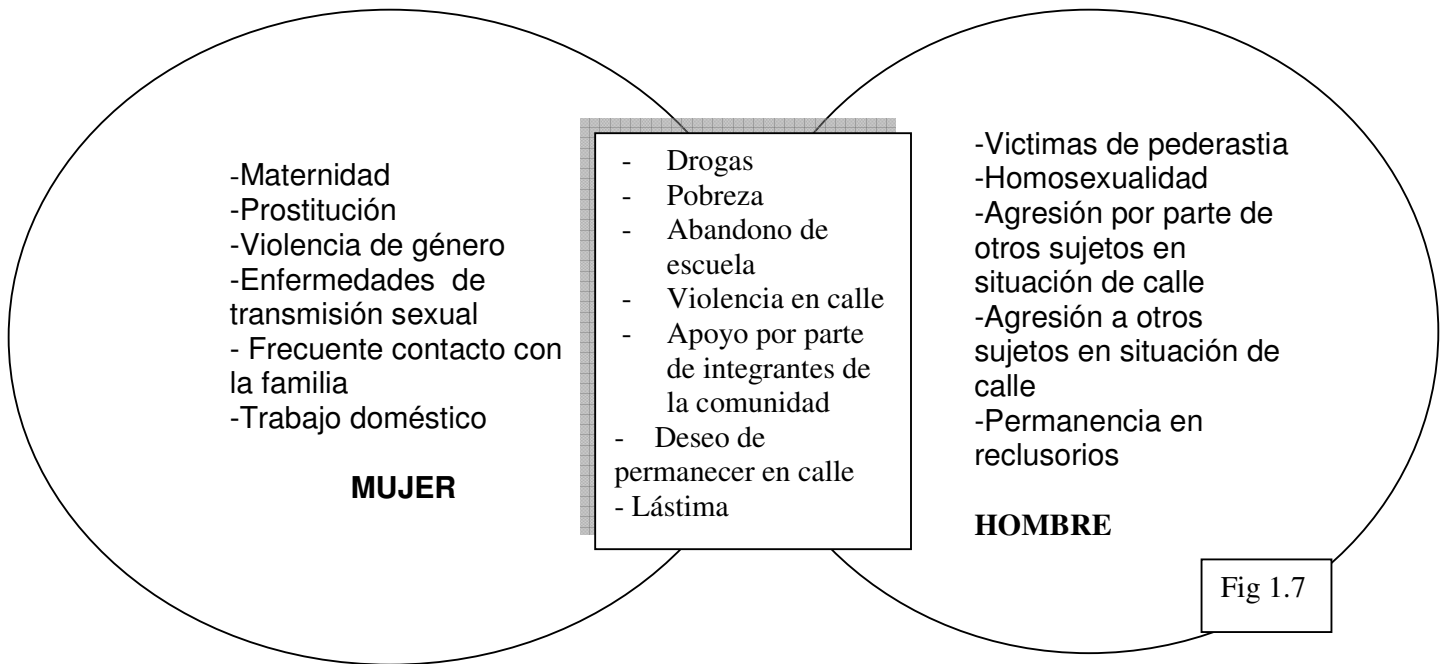 -Maternidad
-Prostitución
-Violencia de género
-Enfermedades de
transmisión sexual
- Frecuente contacto con
la familia
-Trabajo doméstico
MUJER
- Drogas
- Pobreza
- Abandono de
escuela
- Violencia en calle
- Apoyo por parte
de integrantes de
la comunidad
- Deseo de
permanecer en calle
- Lástima
-Victimas de pederastia
-Homosexualidad
-Agresión por parte de
otros sujetos en
situación de calle
-Agresión a otros
sujetos en situación de
calle
-Permanencia en
reclusorios
HOMBRE
Fig 1.7